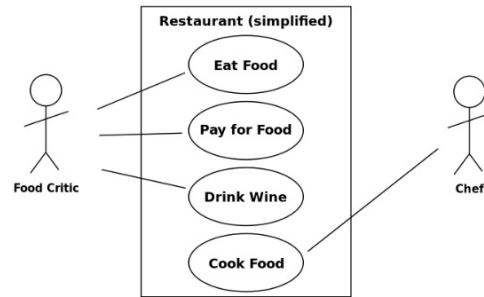 Restaurant (simplified)
Eat Food
Pay for Food
Drink Wine
Cook Food
Food Critic
Chef